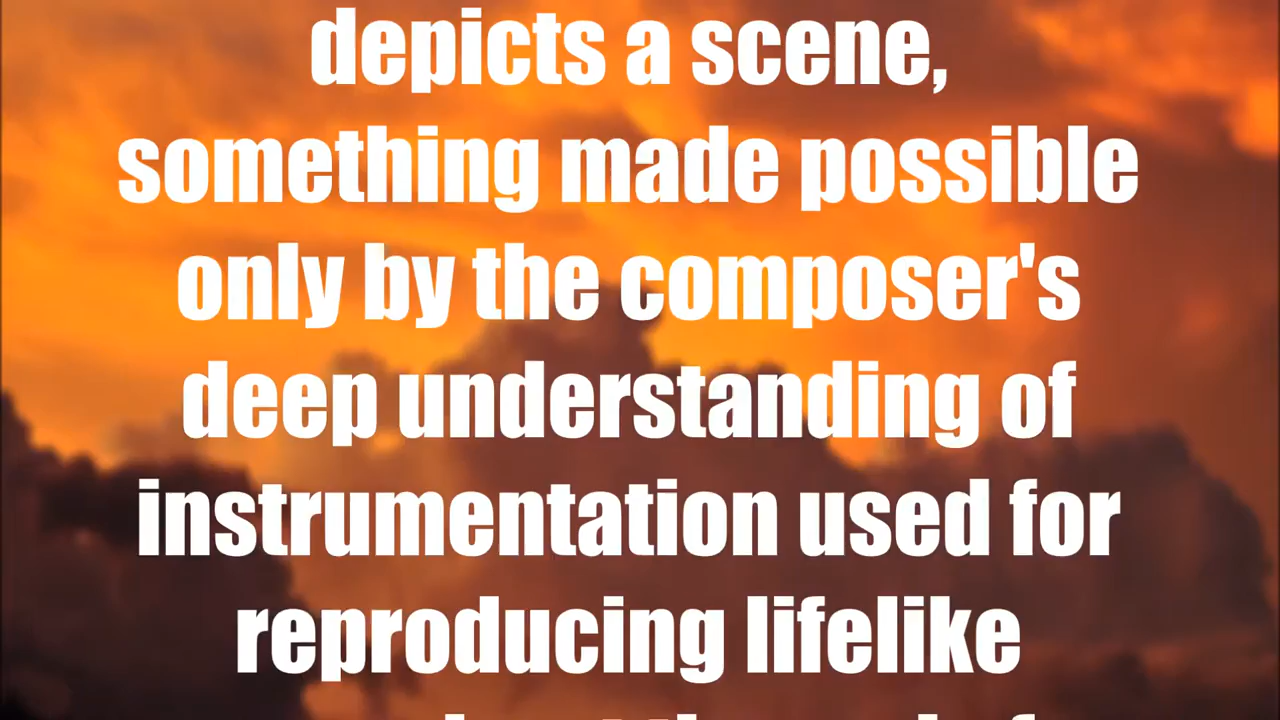 depicts a scene,
something made possible
only by the composer's
deep understanding of
instrumentation used for
reproducing lifelike